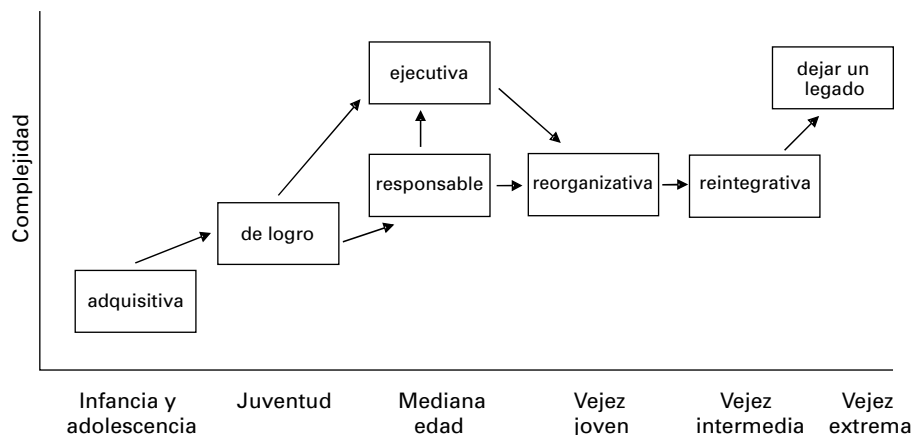 Complejidad
ejecutiva
dejar un
legado
responsable
reorganizativa
reintegrativa
de logro
adquisitiva
Infancia y
adolescencia
Juventud
Mediana
edad
Vejez
joven
Vejez
intermedia
Vejez
extrema